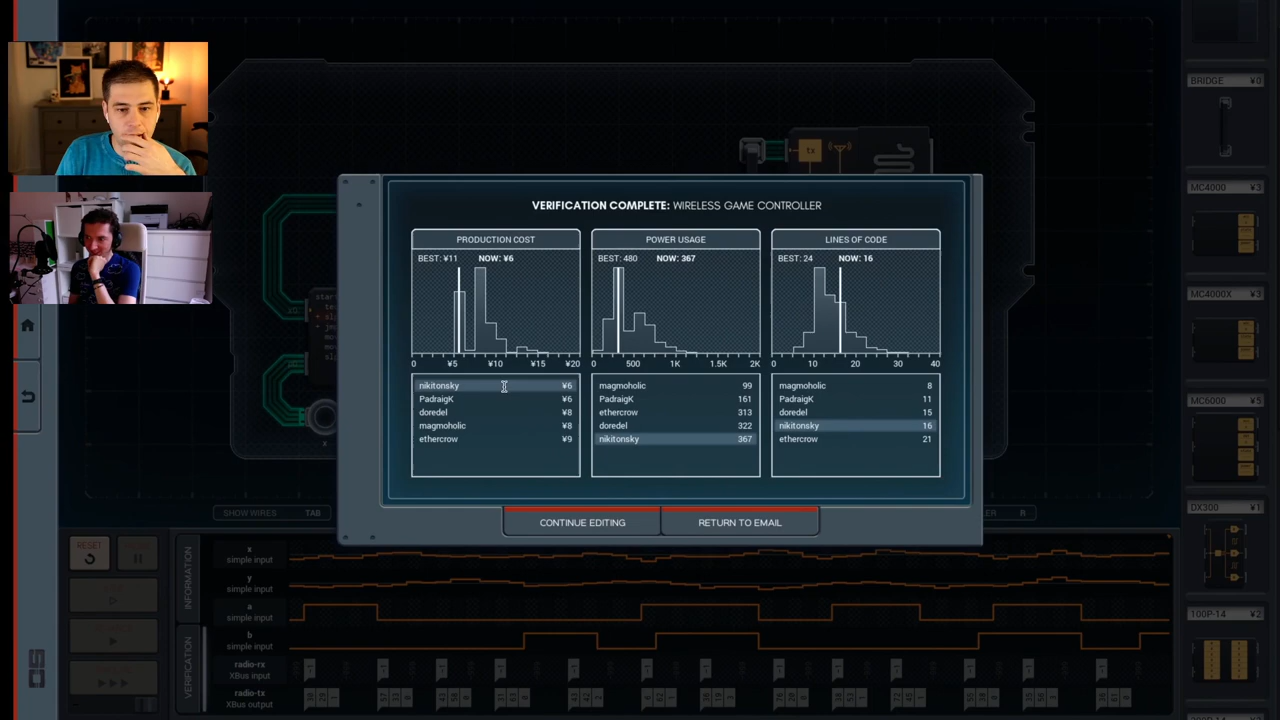 BRIDGE ¥0
MC4000 ¥3
MC4000X ¥3
MC6000 ¥5
DX300 ¥1
100P-14 ¥2
tx
VERIFICATION COMPLETE: WIRELESS GAME CONTROLLER
PRODUCTION COST
BEST: ¥11 NOW: ¥6
0 ¥5 ¥10 ¥15 ¥20
nikitonsky ¥6
PadraigK ¥6
doredel ¥8
magmoholic ¥8
ethercrow ¥9
POWER USAGE
BEST: 480 NOW: 367
0 500 1K 1.5K 2K
magmoholic 99
PadraigK 161
ethercrow 313
doredel 322
nikitonsky 367
LINES OF CODE
BEST: 24 NOW: 16
0 10 20 30 40
magmoholic 8
PadraigK 11
doredel 15
nikitonsky 16
ethercrow 21
CONTINUE EDITING
RETURN TO EMAIL
SHOW WIRES TAB
R
RESET
INFORMATION
VERIFICATION
x
simple input
y
simple input
a
simple input
b
simple input
radio-rx
XBus input
radio-tx
XBus output